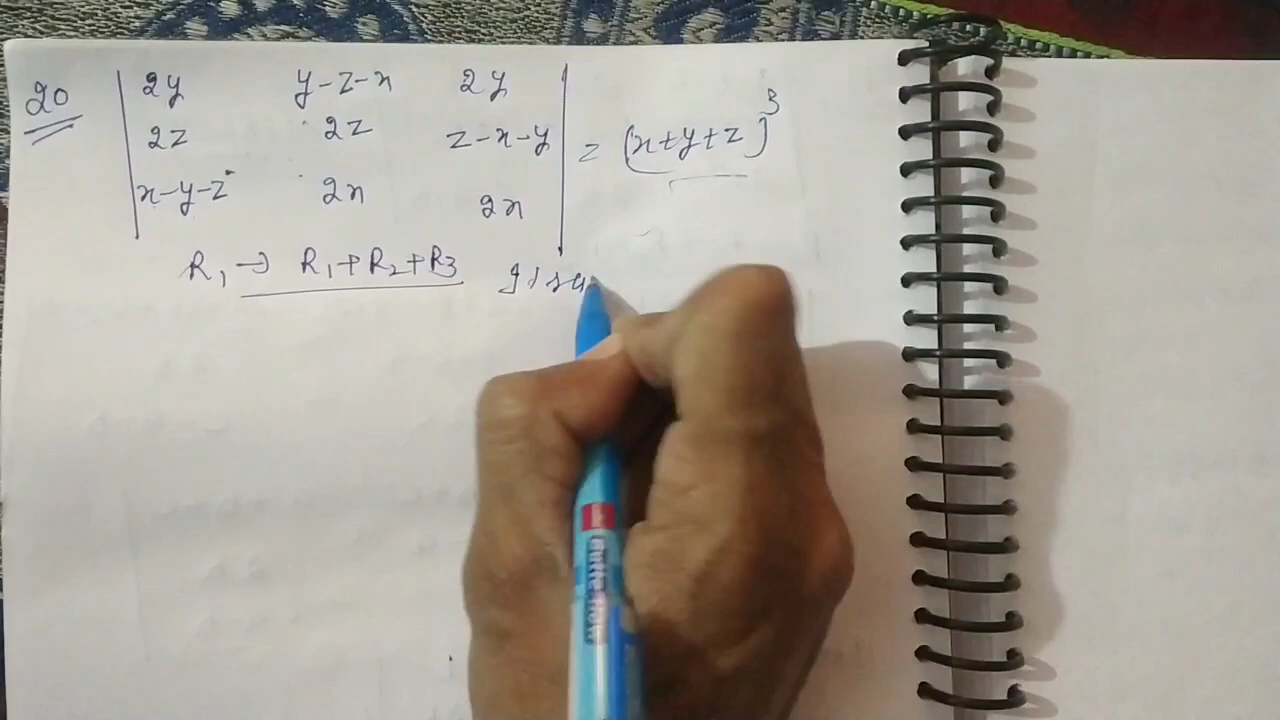 20 | 2y y-z-x 2y |
| 2z 2z z-x-y | = (x+y+z)^3
| x-y-z 2x 2x |
R1 → R1+R2+R3